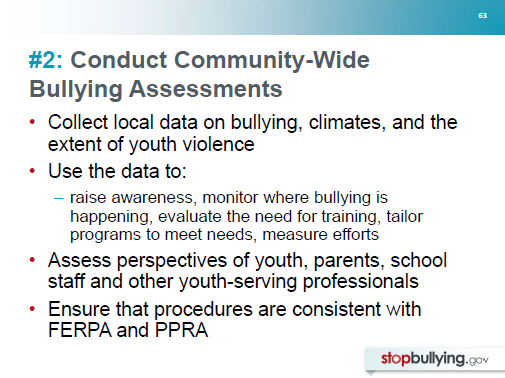 63
#2: Conduct Community-Wide
Bullying Assessments
• Collect local data on bullying, climates, and the
extent of youth violence
• Use the data to:
– raise awareness, monitor where bullying is
happening, evaluate the need for training, tailor
programs to meet needs, measure efforts
• Assess perspectives of youth, parents, school
staff and other youth-serving professionals
• Ensure that procedures are consistent with
FERPA and PPRA
stopbullying.gov